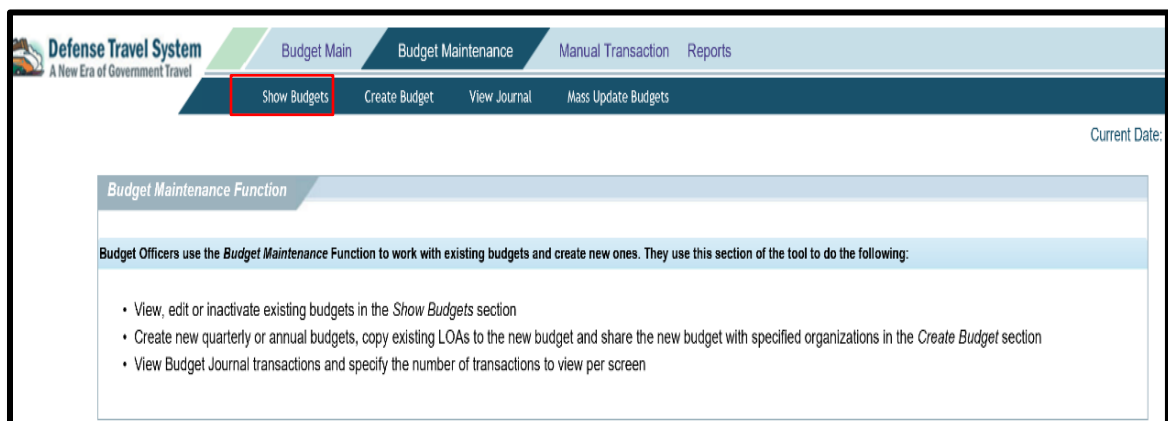 Defense Travel System
A New Era of Government Travel
Budget Main Budget Maintenance Manual Transaction Reports
Show Budgets Create Budget View Journal Mass Update Budgets
Current Date:
Budget Maintenance Function
Budget Officers use the Budget Maintenance Function to work with existing budgets and create new ones. They use this section of the tool to do the following:
• View, edit or inactivate existing budgets in the Show Budgets section
• Create new quarterly or annual budgets, copy existing LOAs to the new budget and share the new budget with specified organizations in the Create Budget section
• View Budget Journal transactions and specify the number of transactions to view per screen